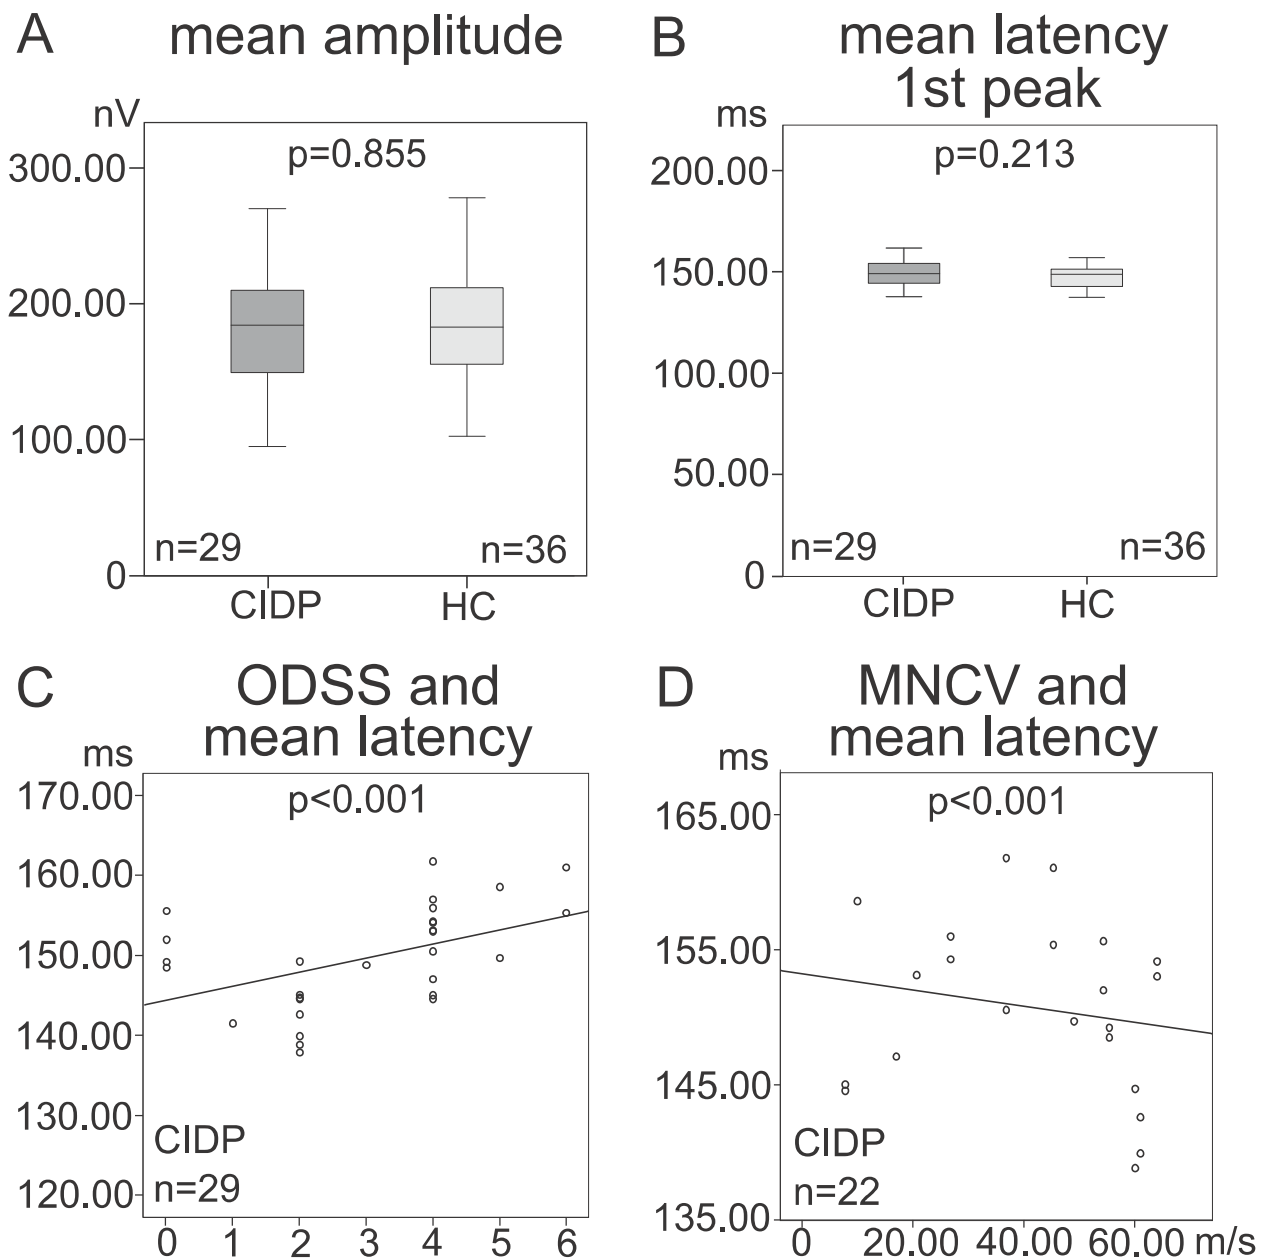 A
mean amplitude
nV
p=0.855
300.00
200.00
100.00
0
n=29
n=36
CIDP
HC
B
mean latency
1st peak
ms
p=0.213
200.00
150.00
100.00
50.00
0
n=29
n=36
CIDP
HC
C
ODSS and
mean latency
ms
p<0.001
170.00
160.00
150.00
140.00
130.00
120.00
CIDP
n=29
0 1 2 3 4 5 6
D
MNCV and
mean latency
ms
p<0.001
165.00
155.00
145.00
135.00
CIDP
n=22
0 20.00 40.00 60.00 m/s